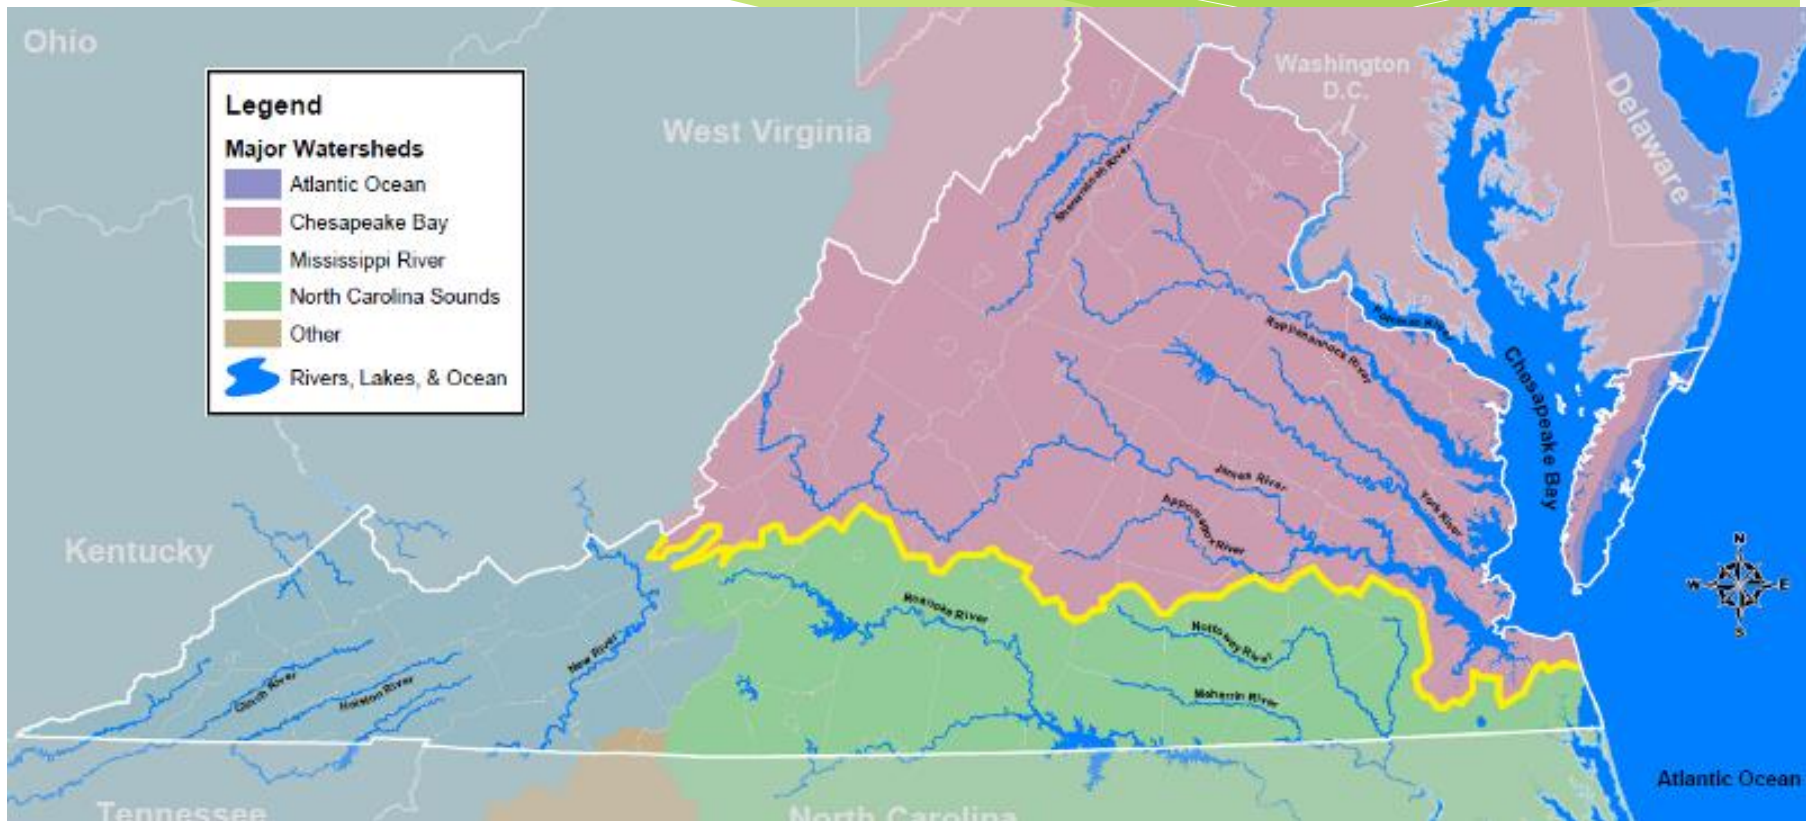 Ohio
Washington
D.C.
Legend
Major Watersheds
Atlantic Ocean
Chesapeake Bay
Mississippi River
North Carolina Sounds
Other
Rivers, Lakes, & Ocean
West Virginia
Delaware
Shenandoah River
Potomac River
Rappahannock River
Chesapeake Bay
James River
York River
Appomattox River
Kentucky
N
W
E
S
Roanoke River
Nottoway River
New River
Clinch River
Holston River
Meherrin River
Atlantic Ocean
Tennessee
North Carolina